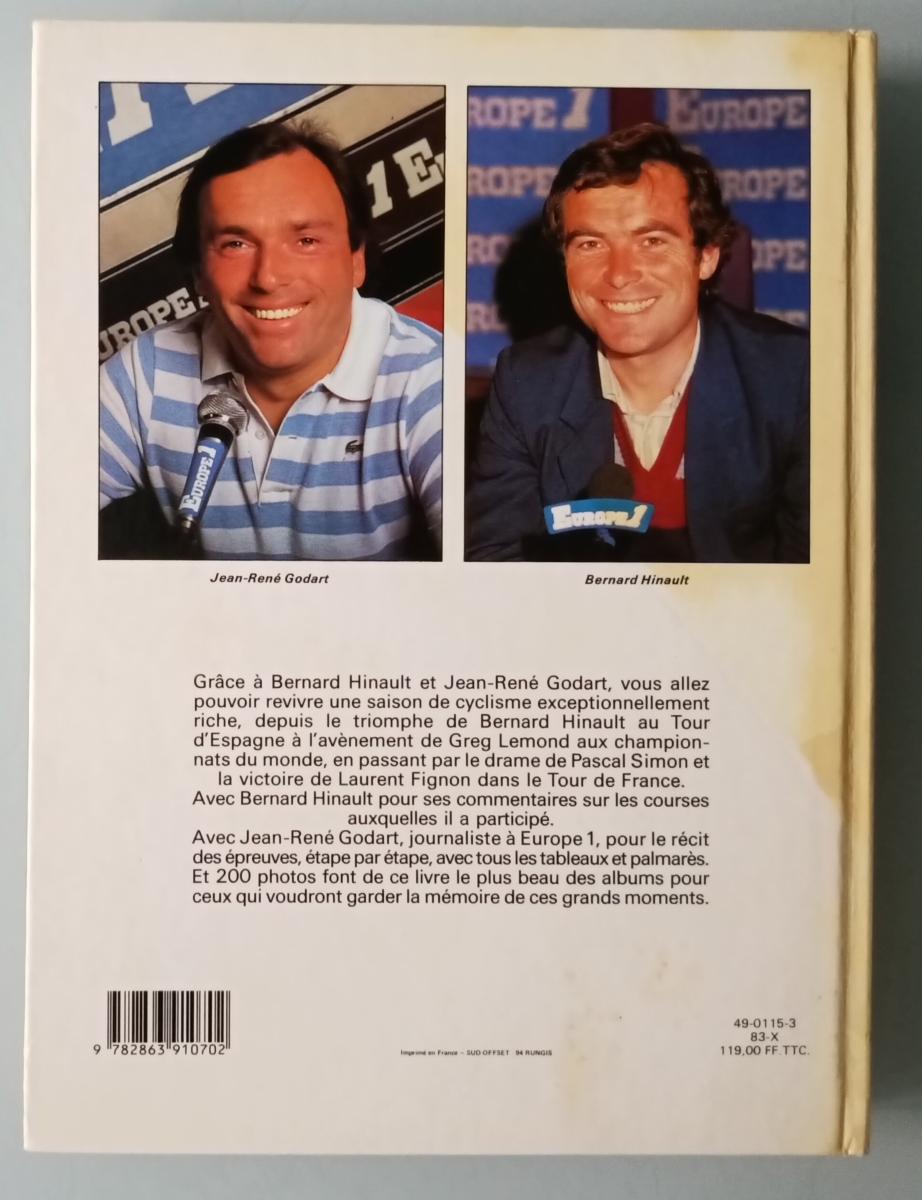 1 E
EUROPE
EUROPE 1
Jean-René Godart
ROPE 1 EUROPE
ROPE ROPE
RO OPE
RO
EUROPE 1
Bernard Hinault
Grâce à Bernard Hinault et Jean-René Godart, vous allez
pouvoir revivre une saison de cyclisme exceptionnellement
riche, depuis le triomphe de Bernard Hinault au Tour
d'Espagne à l'avènement de Greg Lemond aux champion-
nats du monde, en passant par le drame de Pascal Simon et
la victoire de Laurent Fignon dans le Tour de France.
Avec Bernard Hinault pour ses commentaires sur les courses
auxquelles il a participé.
Avec Jean-René Godart, journaliste à Europe 1, pour le récit
des épreuves, étape par étape, avec tous les tableaux et palmarès.
Et 200 photos font de ce livre le plus beau des albums pour
ceux qui voudront garder la mémoire de ces grands moments.
9 782863 910702
Imprimé en France - SUD OFFSET 94 RUNGIS
49-0115-3
83-X
119,00 FF.TTC.